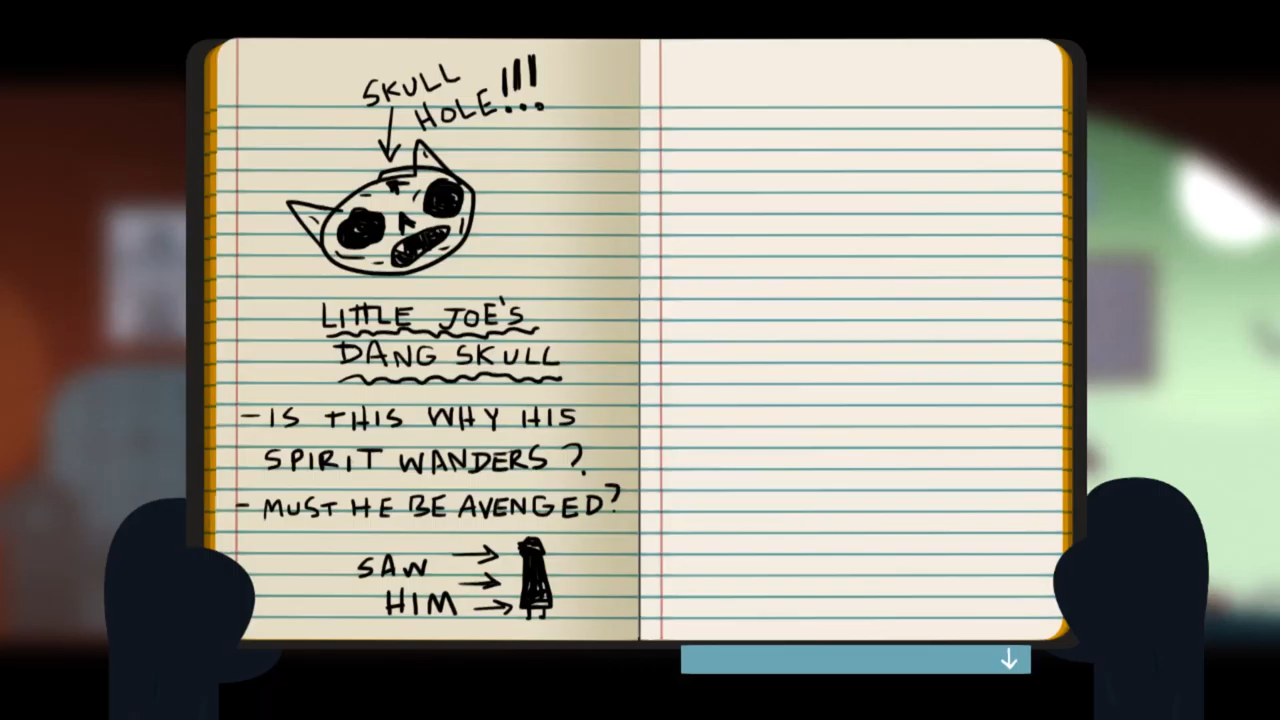 SKULL
HOLE!!!
LITTLE JOE'S
DANG SKULL
-IS THIS WHY HIS
SPIRIT WANDERS?
-MUST HE BE AVENGED?
SAW
HIM